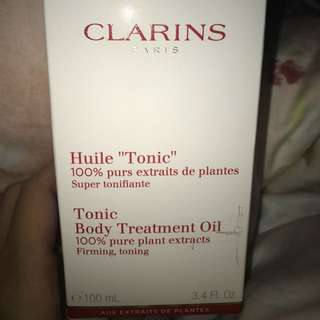 CLARINS
PARIS
Huile "Tonic"
100% purs extraits de plantes
Super tonifiante
Tonic
Body Treatment Oil
100% pure plant extracts
Firming, toning
℮ 100 mL 3.4 Fl. Oz
AUX EXTRAITS DE PLANTES